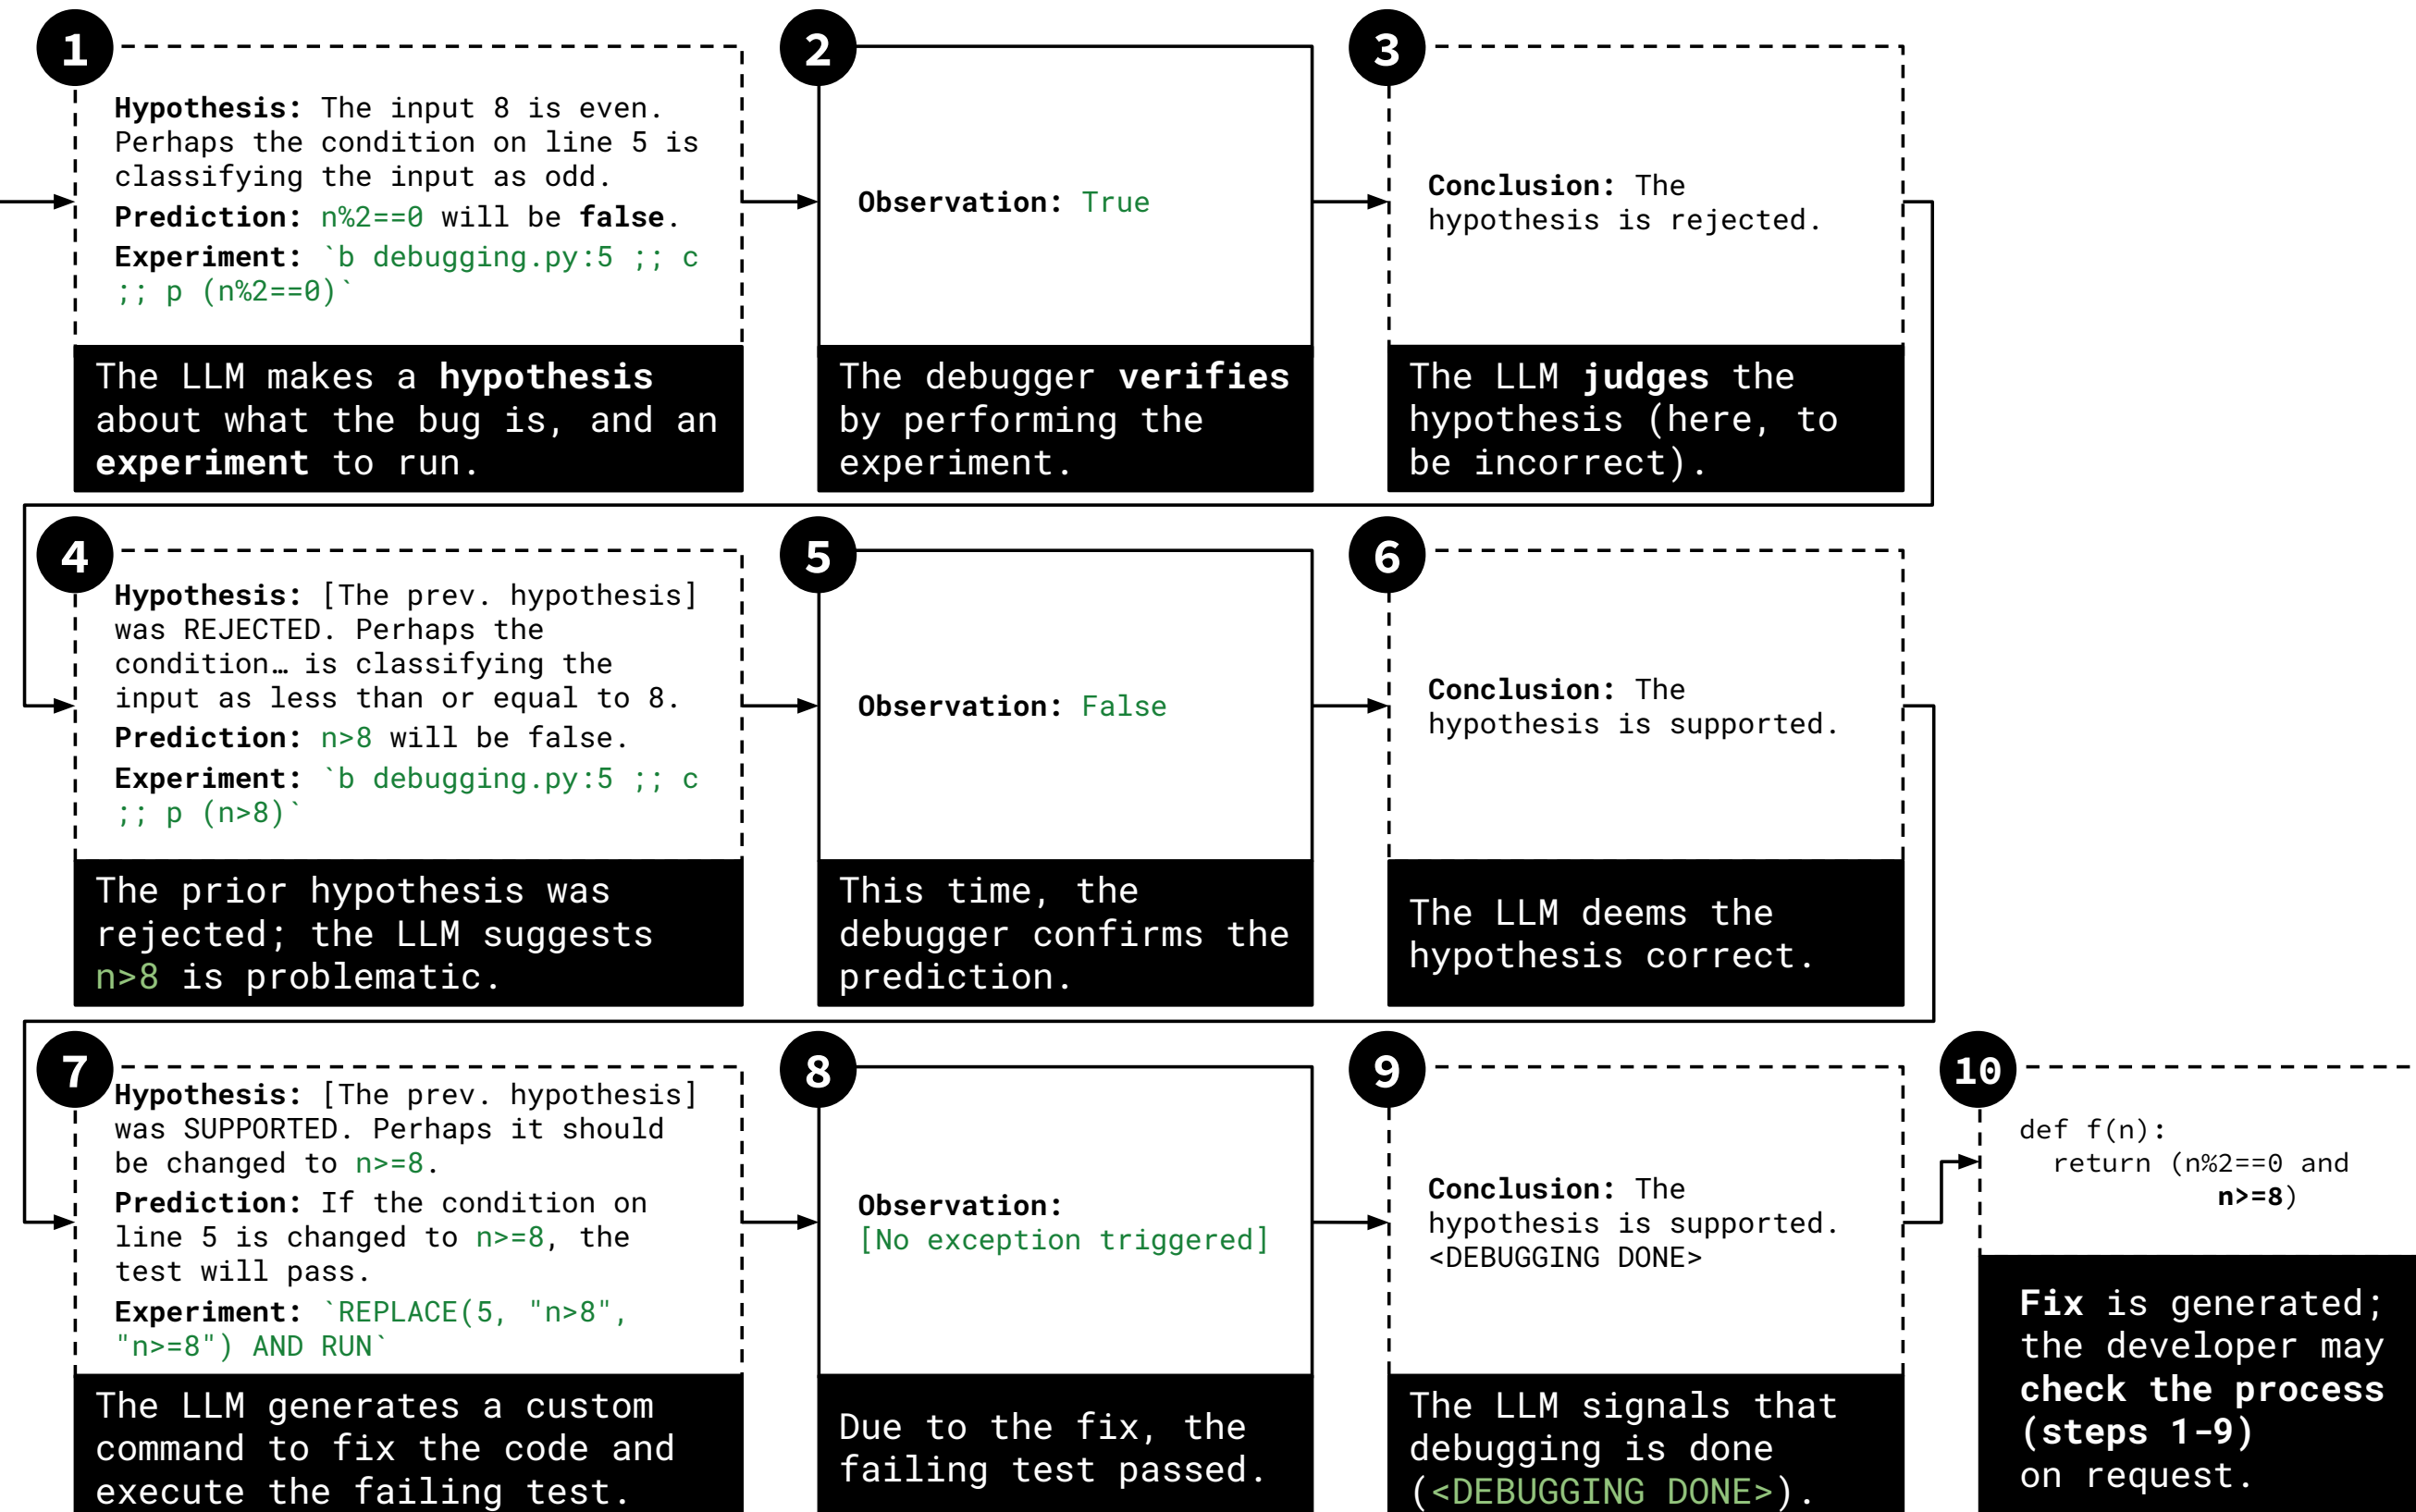 1
Hypothesis: The input 8 is even.
Perhaps the condition on line 5 is
classifying the input as odd.
Prediction: n%2==0 will be false.
Experiment: `b debugging.py:5 ;; c
;; p (n%2==0)`
The LLM makes a hypothesis
about what the bug is, and an
experiment to run.
2
Observation: True
The debugger verifies
by performing the
experiment.
3
Conclusion: The
hypothesis is rejected.
The LLM judges the
hypothesis (here, to
be incorrect).
4
Hypothesis: [The prev. hypothesis]
was REJECTED. Perhaps the
condition… is classifying the
input as less than or equal to 8.
Prediction: n>8 will be false.
Experiment: `b debugging.py:5 ;; c
;; p (n>8)`
The prior hypothesis was
rejected; the LLM suggests
n>8 is problematic.
5
Observation: False
This time, the
debugger confirms the
prediction.
6
Conclusion: The
hypothesis is supported.
The LLM deems the
hypothesis correct.
7
Hypothesis: [The prev. hypothesis]
was SUPPORTED. Perhaps it should
be changed to n>=8.
Prediction: If the condition on
line 5 is changed to n>=8, the
test will pass.
Experiment: `REPLACE(5, "n>8",
"n>=8") AND RUN`
The LLM generates a custom
command to fix the code and
execute the failing test.
8
Observation:
[No exception triggered]
Due to the fix, the
failing test passed.
9
Conclusion: The
hypothesis is supported.
<DEBUGGING DONE>
The LLM signals that
debugging is done
(<DEBUGGING DONE>).
10
def f(n):
return (n%2==0 and
n>=8)
Fix is generated;
the developer may
check the process
(steps 1–9)
on request.